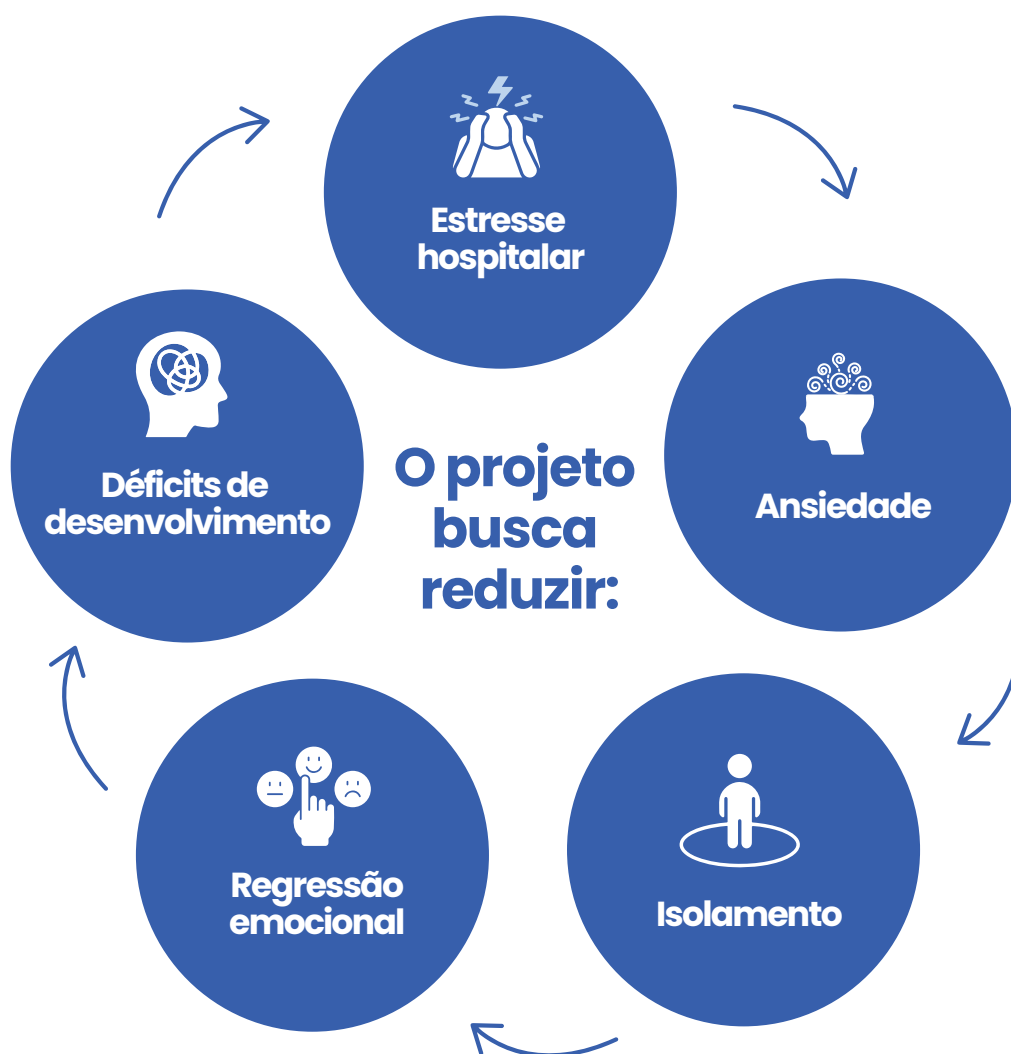 Estresse
hospitalar
Ansiedade
Isolamento
Regressão
emocional
Déficits de
desenvolvimento
O projeto
busca
reduzir: